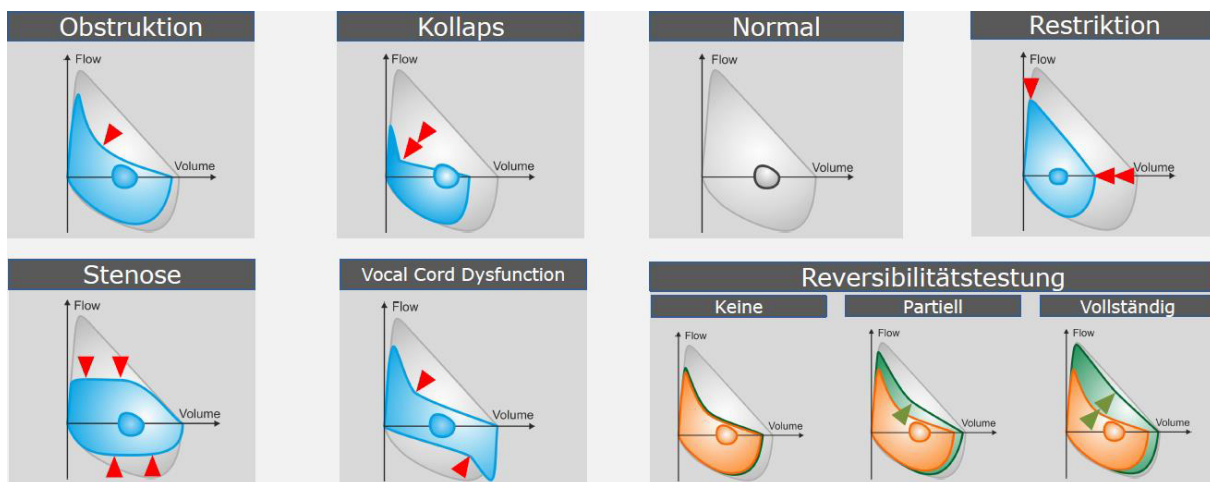 Obstruktion
Flow
Volume
Kollaps
Flow
Volume
Normal
Flow
Volume
Restriktion
Flow
Volume
Stenose
Flow
Volume
Vocal Cord Dysfunction
Flow
Volume
Reversibilitätstestung
Keine
Flow
Volume
Partiell
Flow
Volume
Vollständig
Flow
Volume